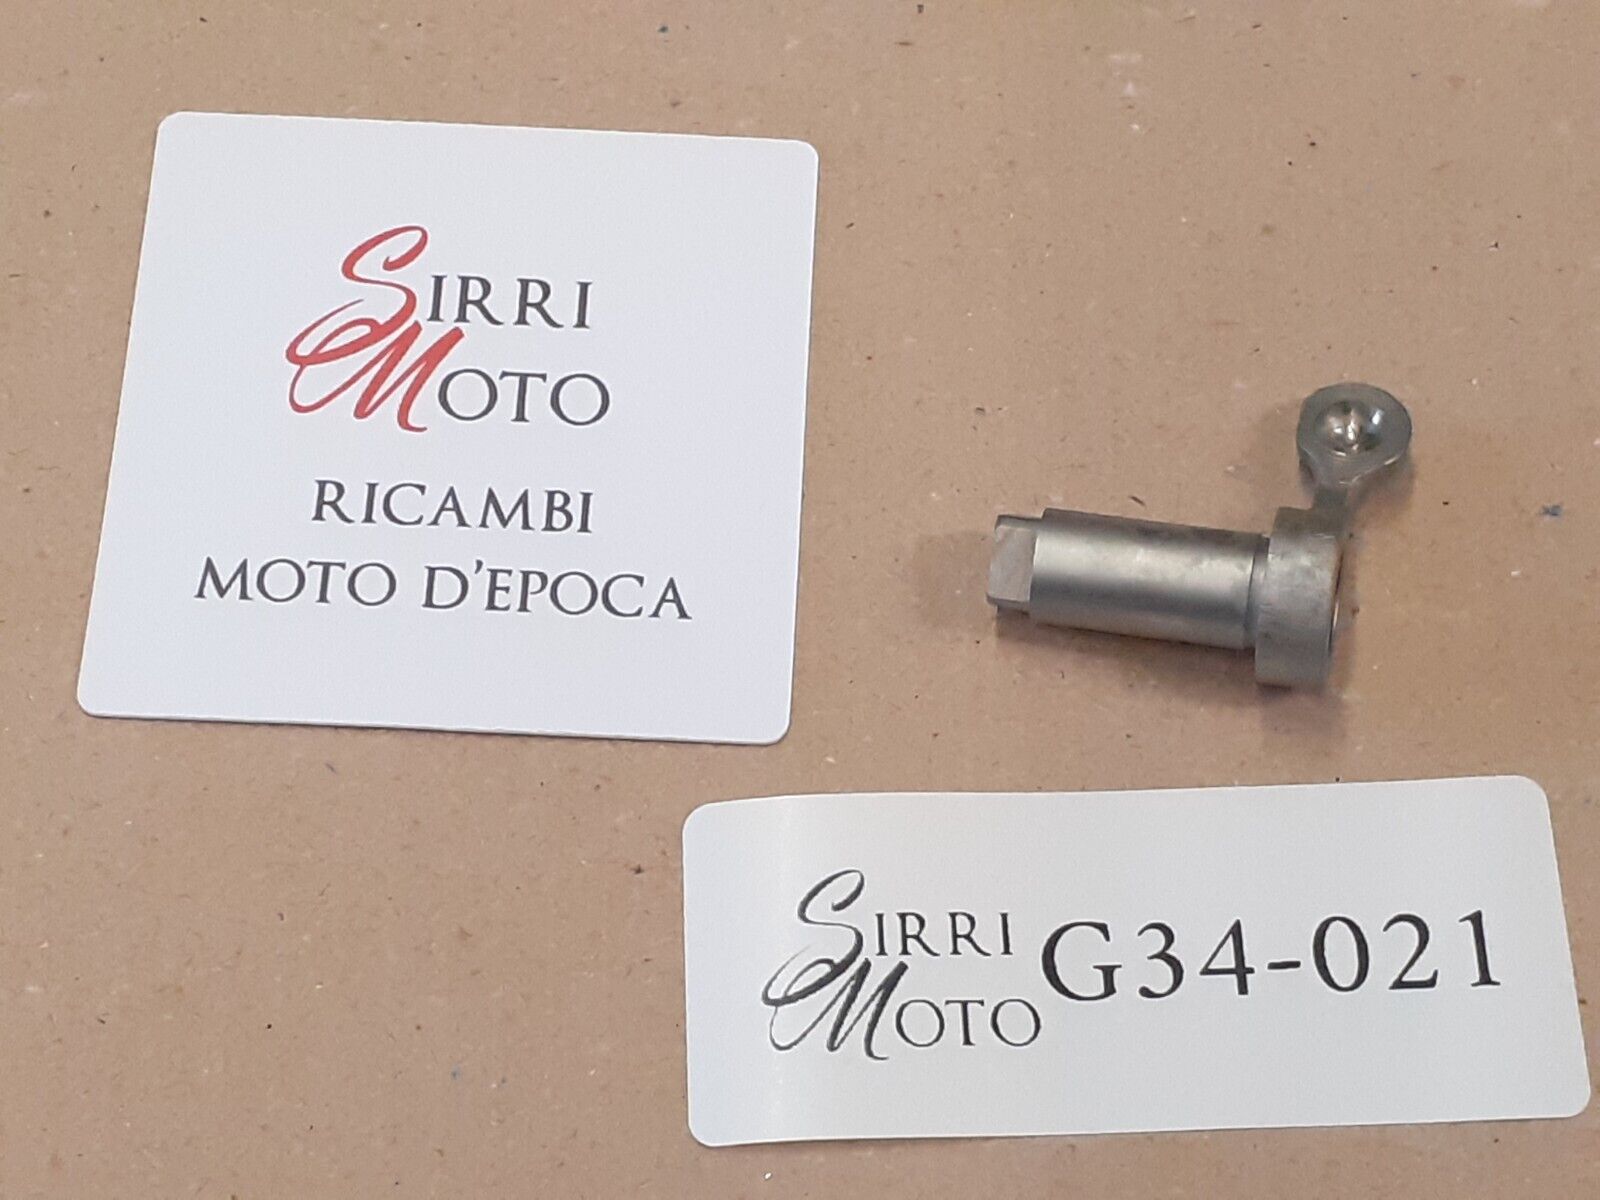 SIRRI
MOTO
RICAMBI
MOTO D'EPOCA
SIRRI
MOTO
G34-021